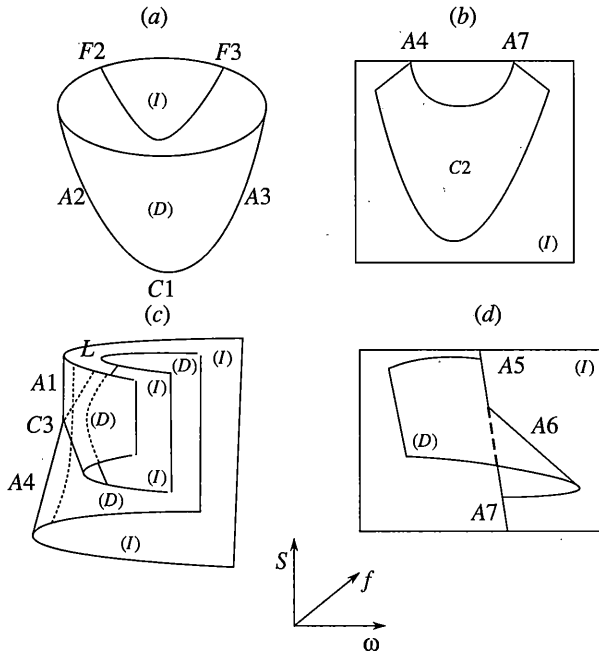 (a)
F2 F3
(I)
A2 (D) A3
C1
(b)
A4 A7
C2
(I)
(c)
L (D) (I)
A1 (I)
C3 (D)
A4 (I)
(D)
(I)
(d)
A5 (I)
A6
(D)
A7
S
f
ω